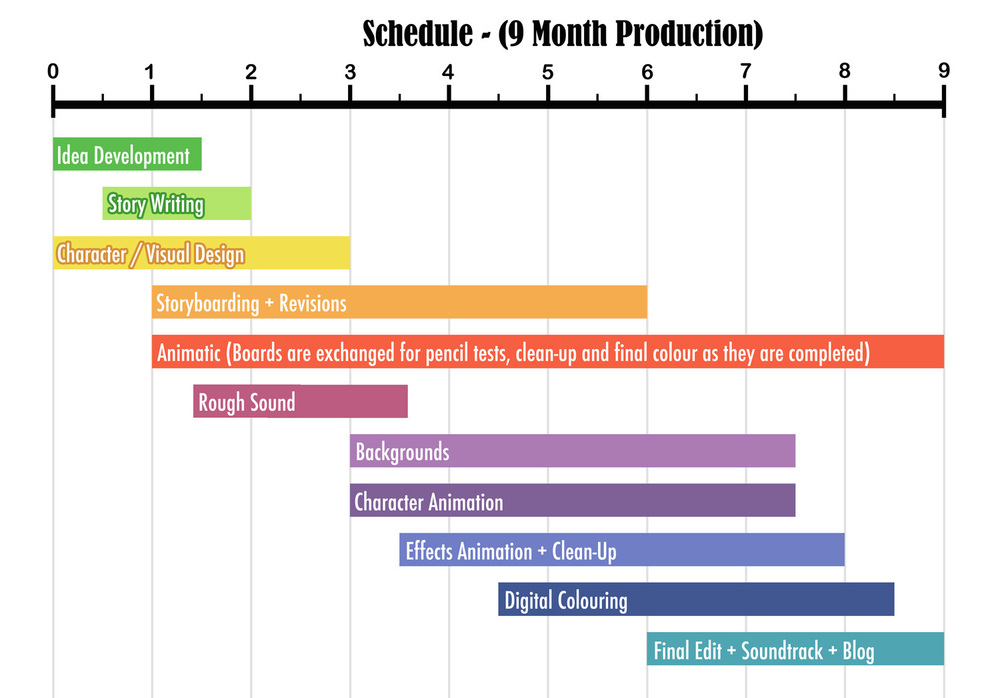 Schedule - (9 Month Production)
0 1 2 3 4 5 6 7 8 9
Idea Development
Story Writing
Character / Visual Design
Storyboarding + Revisions
Animatic (Boards are exchanged for pencil tests, clean-up and final colour as they are completed)
Rough Sound
Backgrounds
Character Animation
Effects Animation + Clean-Up
Digital Colouring
Final Edit + Soundtrack + Blog